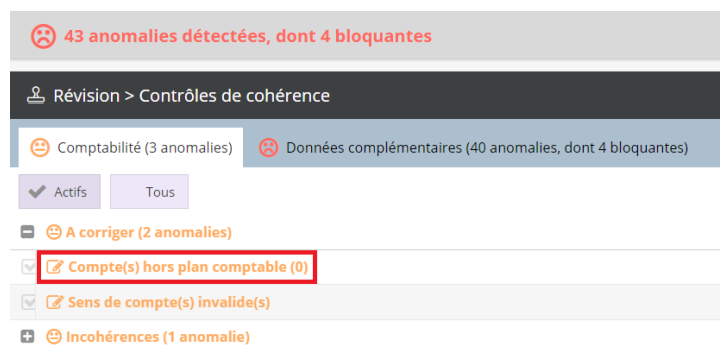 43 anomalies détectées, dont 4 bloquantes
Révision > Contrôles de cohérence
Comptabilité (3 anomalies) Données complémentaires (40 anomalies, dont 4 bloquantes)
Actifs Tous
A corriger (2 anomalies)
Compte(s) hors plan comptable (0)
Sens de compte(s) invalide(s)
Incohérences (1 anomalie)